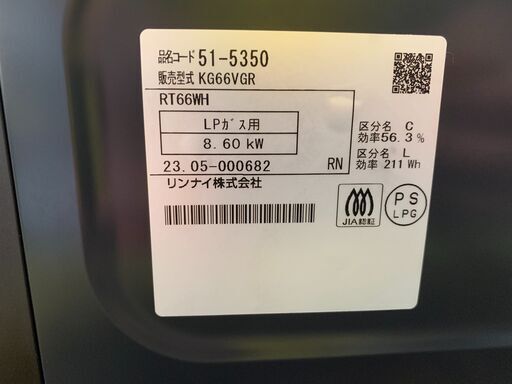 品名コード 51-5350
販売型式 KG66VGR
RT66WH
LPガス用
8.60 kW
23.05-000682 RN
リンナイ株式会社
区分名 C
効率56.3%
区分名 L
効率 211 Wh
JIA認証
PS
LPG